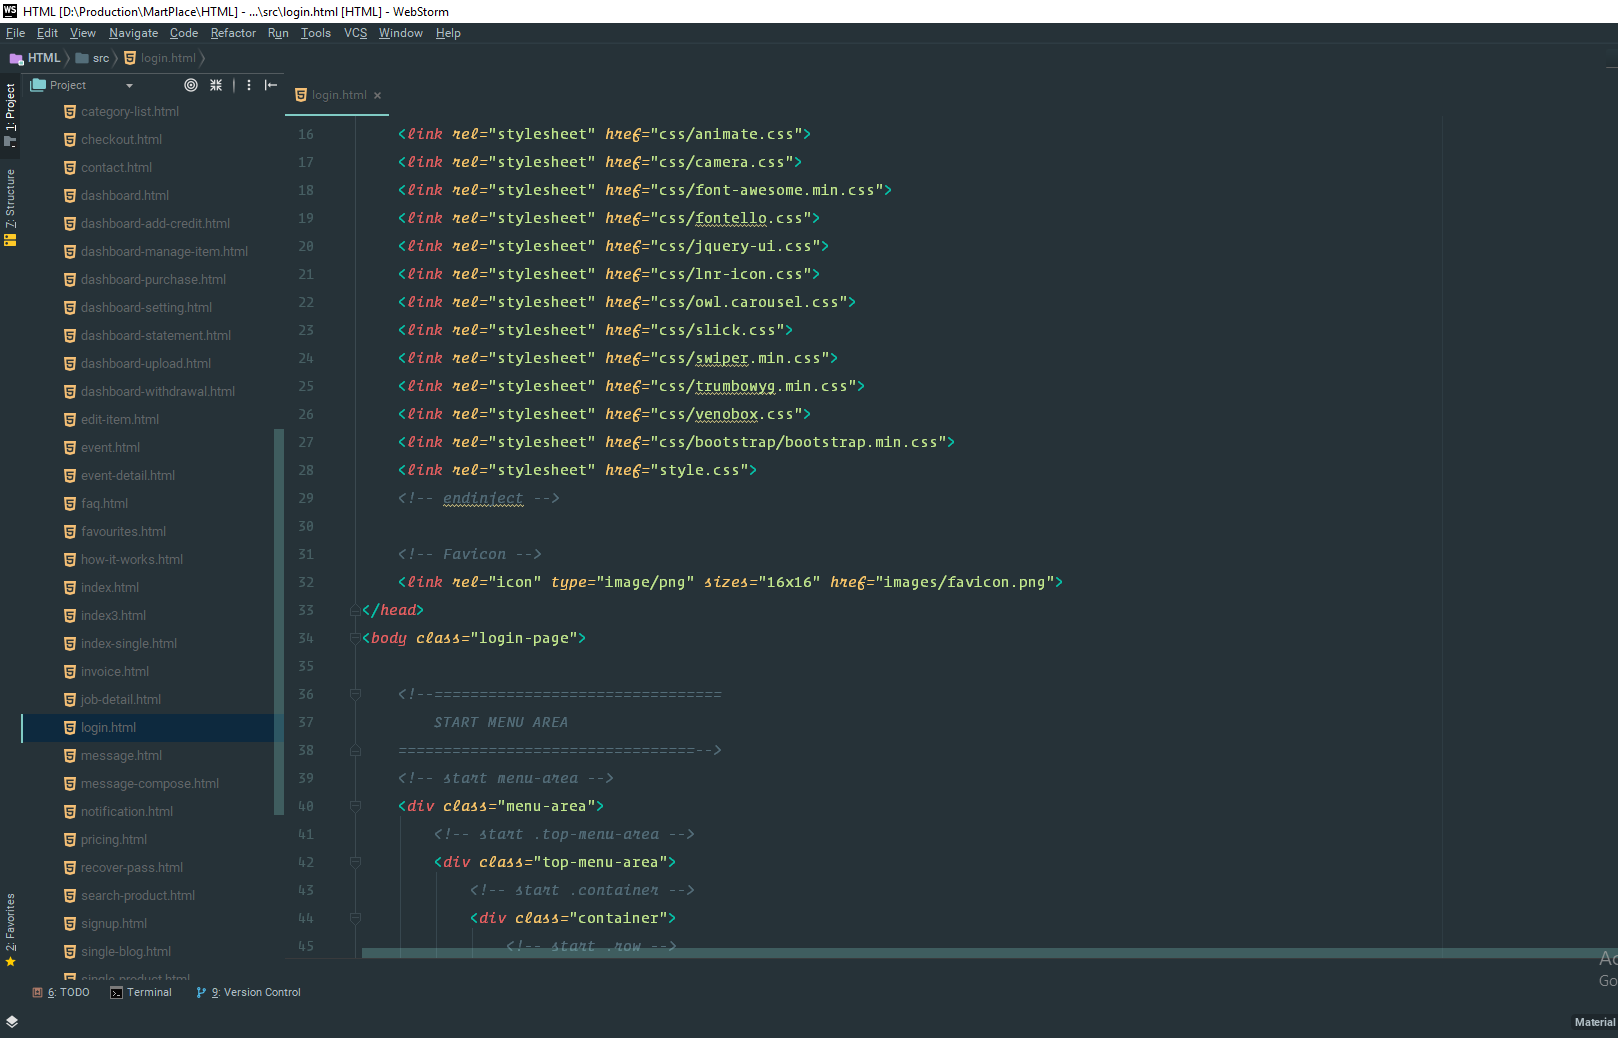 WS HTML [D:\Production\MartPlace\HTML] - ...\src\login.html [HTML] - WebStorm
File Edit View Navigate Code Refactor Run Tools VCS Window Help
HTML src login.html
1: Project
7: Structure
2: Favorites
Project
category-list.html
checkout.html
contact.html
dashboard.html
dashboard-add-credit.html
dashboard-manage-item.html
dashboard-purchase.html
dashboard-setting.html
dashboard-statement.html
dashboard-upload.html
dashboard-withdrawal.html
edit-item.html
event.html
event-detail.html
faq.html
favourites.html
how-it-works.html
index.html
index3.html
index-single.html
invoice.html
job-detail.html
login.html
message.html
message-compose.html
notification.html
pricing.html
recover-pass.html
search-product.html
signup.html
single-blog.html
single-product.html
login.html ×
16 <link rel="stylesheet" href="css/animate.css">
17 <link rel="stylesheet" href="css/camera.css">
18 <link rel="stylesheet" href="css/font-awesome.min.css">
19 <link rel="stylesheet" href="css/fontello.css">
20 <link rel="stylesheet" href="css/jquery-ui.css">
21 <link rel="stylesheet" href="css/lnr-icon.css">
22 <link rel="stylesheet" href="css/owl.carousel.css">
23 <link rel="stylesheet" href="css/slick.css">
24 <link rel="stylesheet" href="css/swiper.min.css">
25 <link rel="stylesheet" href="css/trumbowyg.min.css">
26 <link rel="stylesheet" href="css/venobox.css">
27 <link rel="stylesheet" href="css/bootstrap/bootstrap.min.css">
28 <link rel="stylesheet" href="style.css">
29 <!-- endinject -->
30
31 <!-- Favicon -->
32 <link rel="icon" type="image/png" sizes="16x16" href="images/favicon.png">
33 </head>
34 <body class="login-page">
35
36 <!--================================
37 START MENU AREA
38 =================================-->
39 <!-- start menu-area -->
40 <div class="menu-area">
41 <!-- start .top-menu-area -->
42 <div class="top-menu-area">
43 <!-- start .container -->
44 <div class="container">
45 <!-- start .row -->
6: TODO Terminal 9: Version Control
Material